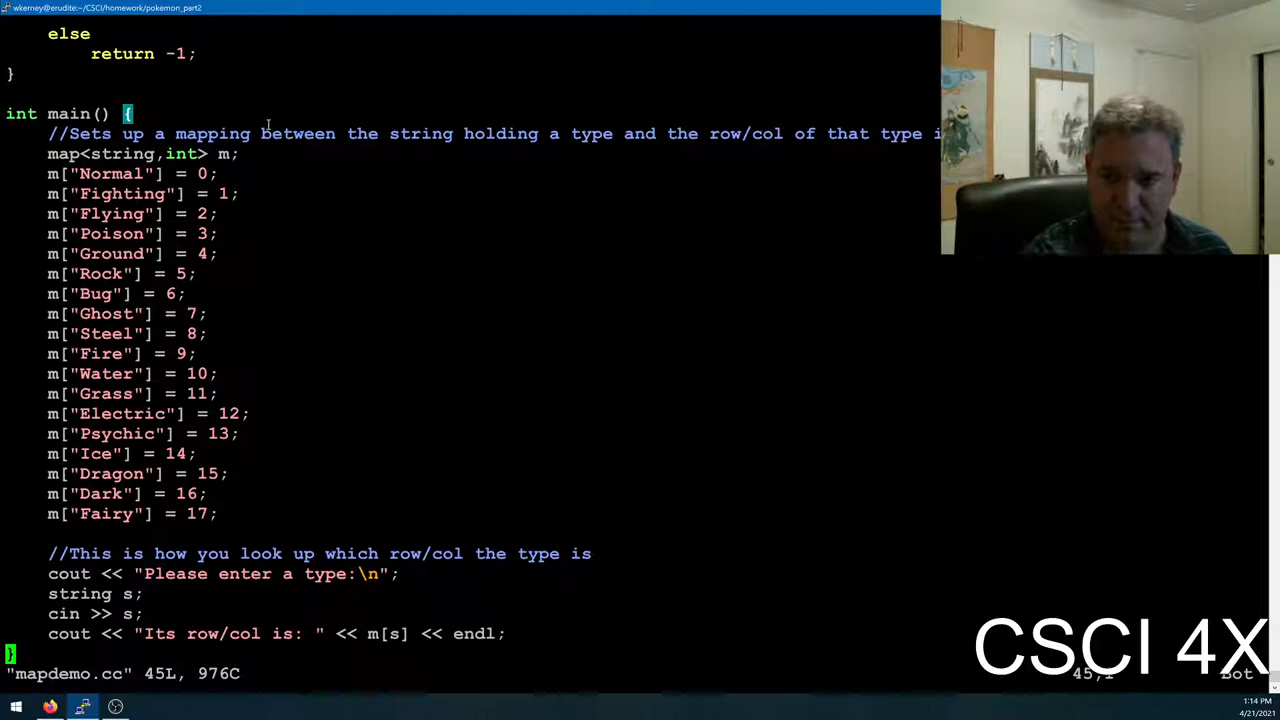 wkerney@erudite:~/CSCI/homework/pokemon_part2
else
return -1;
}
int main() {
//Sets up a mapping between the string holding a type and the row/col of that type i
map<string,int> m;
m["Normal"] = 0;
m["Fighting"] = 1;
m["Flying"] = 2;
m["Poison"] = 3;
m["Ground"] = 4;
m["Rock"] = 5;
m["Bug"] = 6;
m["Ghost"] = 7;
m["Steel"] = 8;
m["Fire"] = 9;
m["Water"] = 10;
m["Grass"] = 11;
m["Electric"] = 12;
m["Psychic"] = 13;
m["Ice"] = 14;
m["Dragon"] = 15;
m["Dark"] = 16;
m["Fairy"] = 17;
//This is how you look up which row/col the type is
cout << "Please enter a type:\n";
string s;
cin >> s;
cout << "Its row/col is: " << m[s] << endl;
}
"mapdemo.cc" 45L, 976C
45,1
Bot
CSCI 4X
1:14 PM
4/21/2021